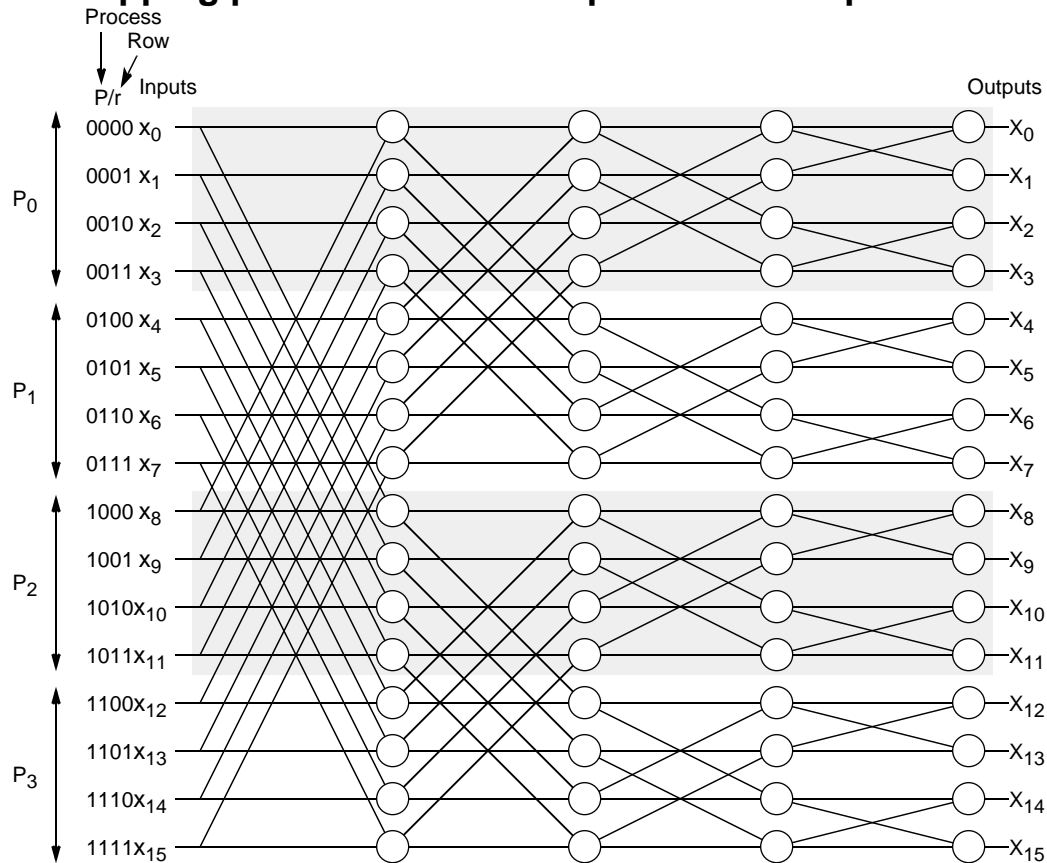 Process
Row
P/r Inputs Outputs
0000 x0 X0
0001 x1 X1
P0
0010 x2 X2
0011 x3 X3
0100 x4 X4
0101 x5 X5
P1
0110 x6 X6
0111 x7 X7
1000 x8 X8
1001 x9 X9
P2
1010x10 X10
1011x11 X11
1100x12 X12
1101x13 X13
P3
1110x14 X14
1111x15 X15